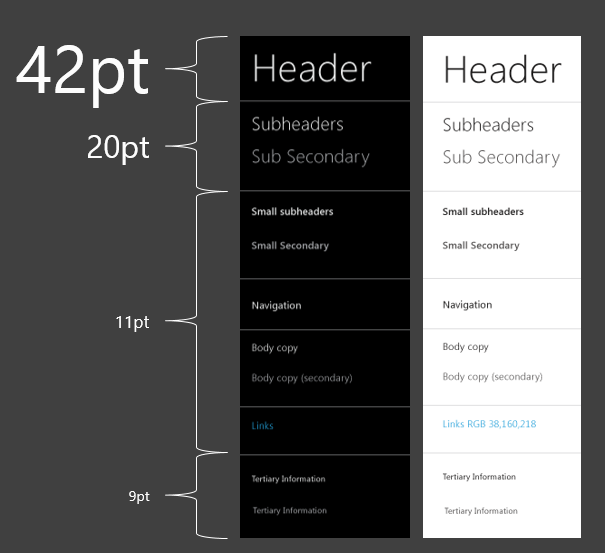 42pt
Header
Header
20pt
Subheaders
Subheaders
Sub Secondary
Sub Secondary
11pt
Small subheaders
Small subheaders
Small Secondary
Small Secondary
Navigation
Navigation
Body copy
Body copy
Body copy (secondary)
Body copy (secondary)
Links
Links RGB 38,160,218
9pt
Tertiary Information
Tertiary Information
Tertiary Information
Tertiary Information